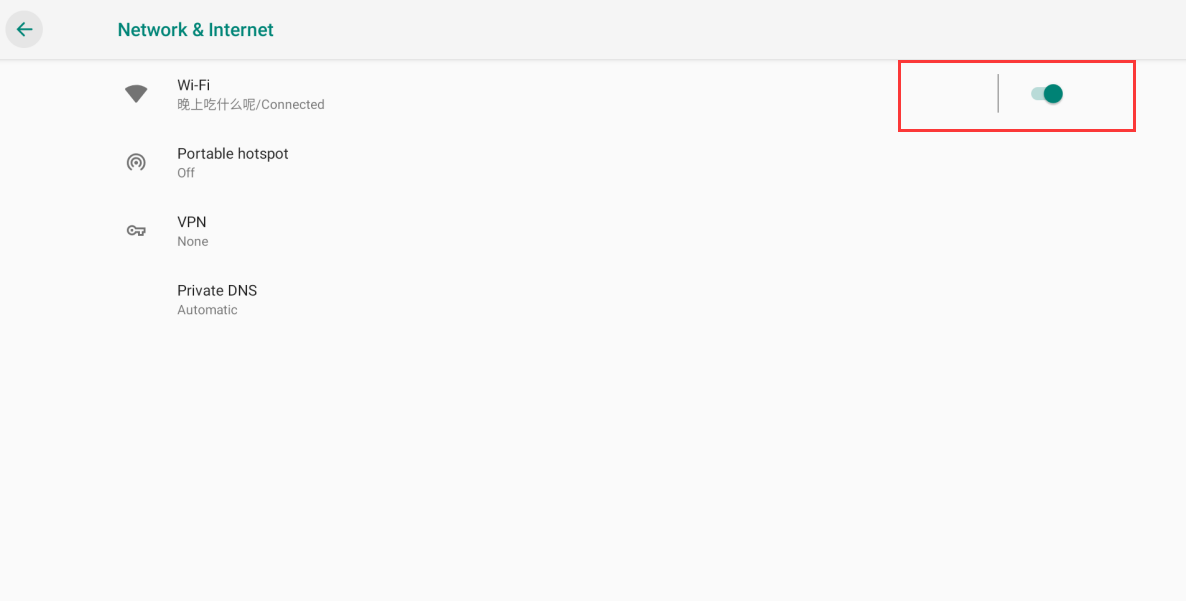 Network & Internet
Wi-Fi
晚上吃什么呢/Connected
Portable hotspot
Off
VPN
None
Private DNS
Automatic